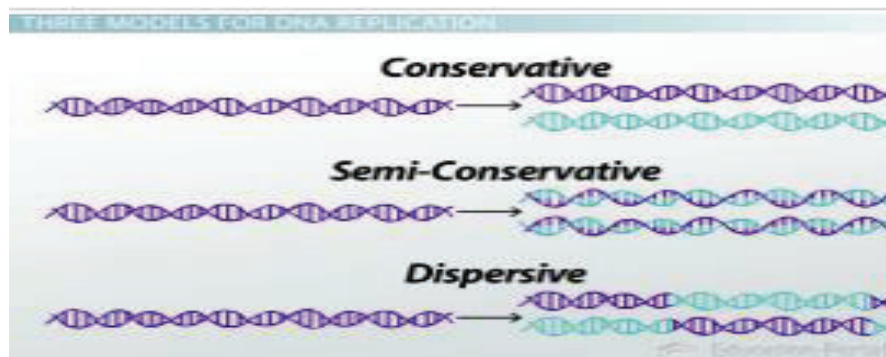 THREE MODELS FOR DNA REPLICATION
Conservative
Semi-Conservative
Dispersive